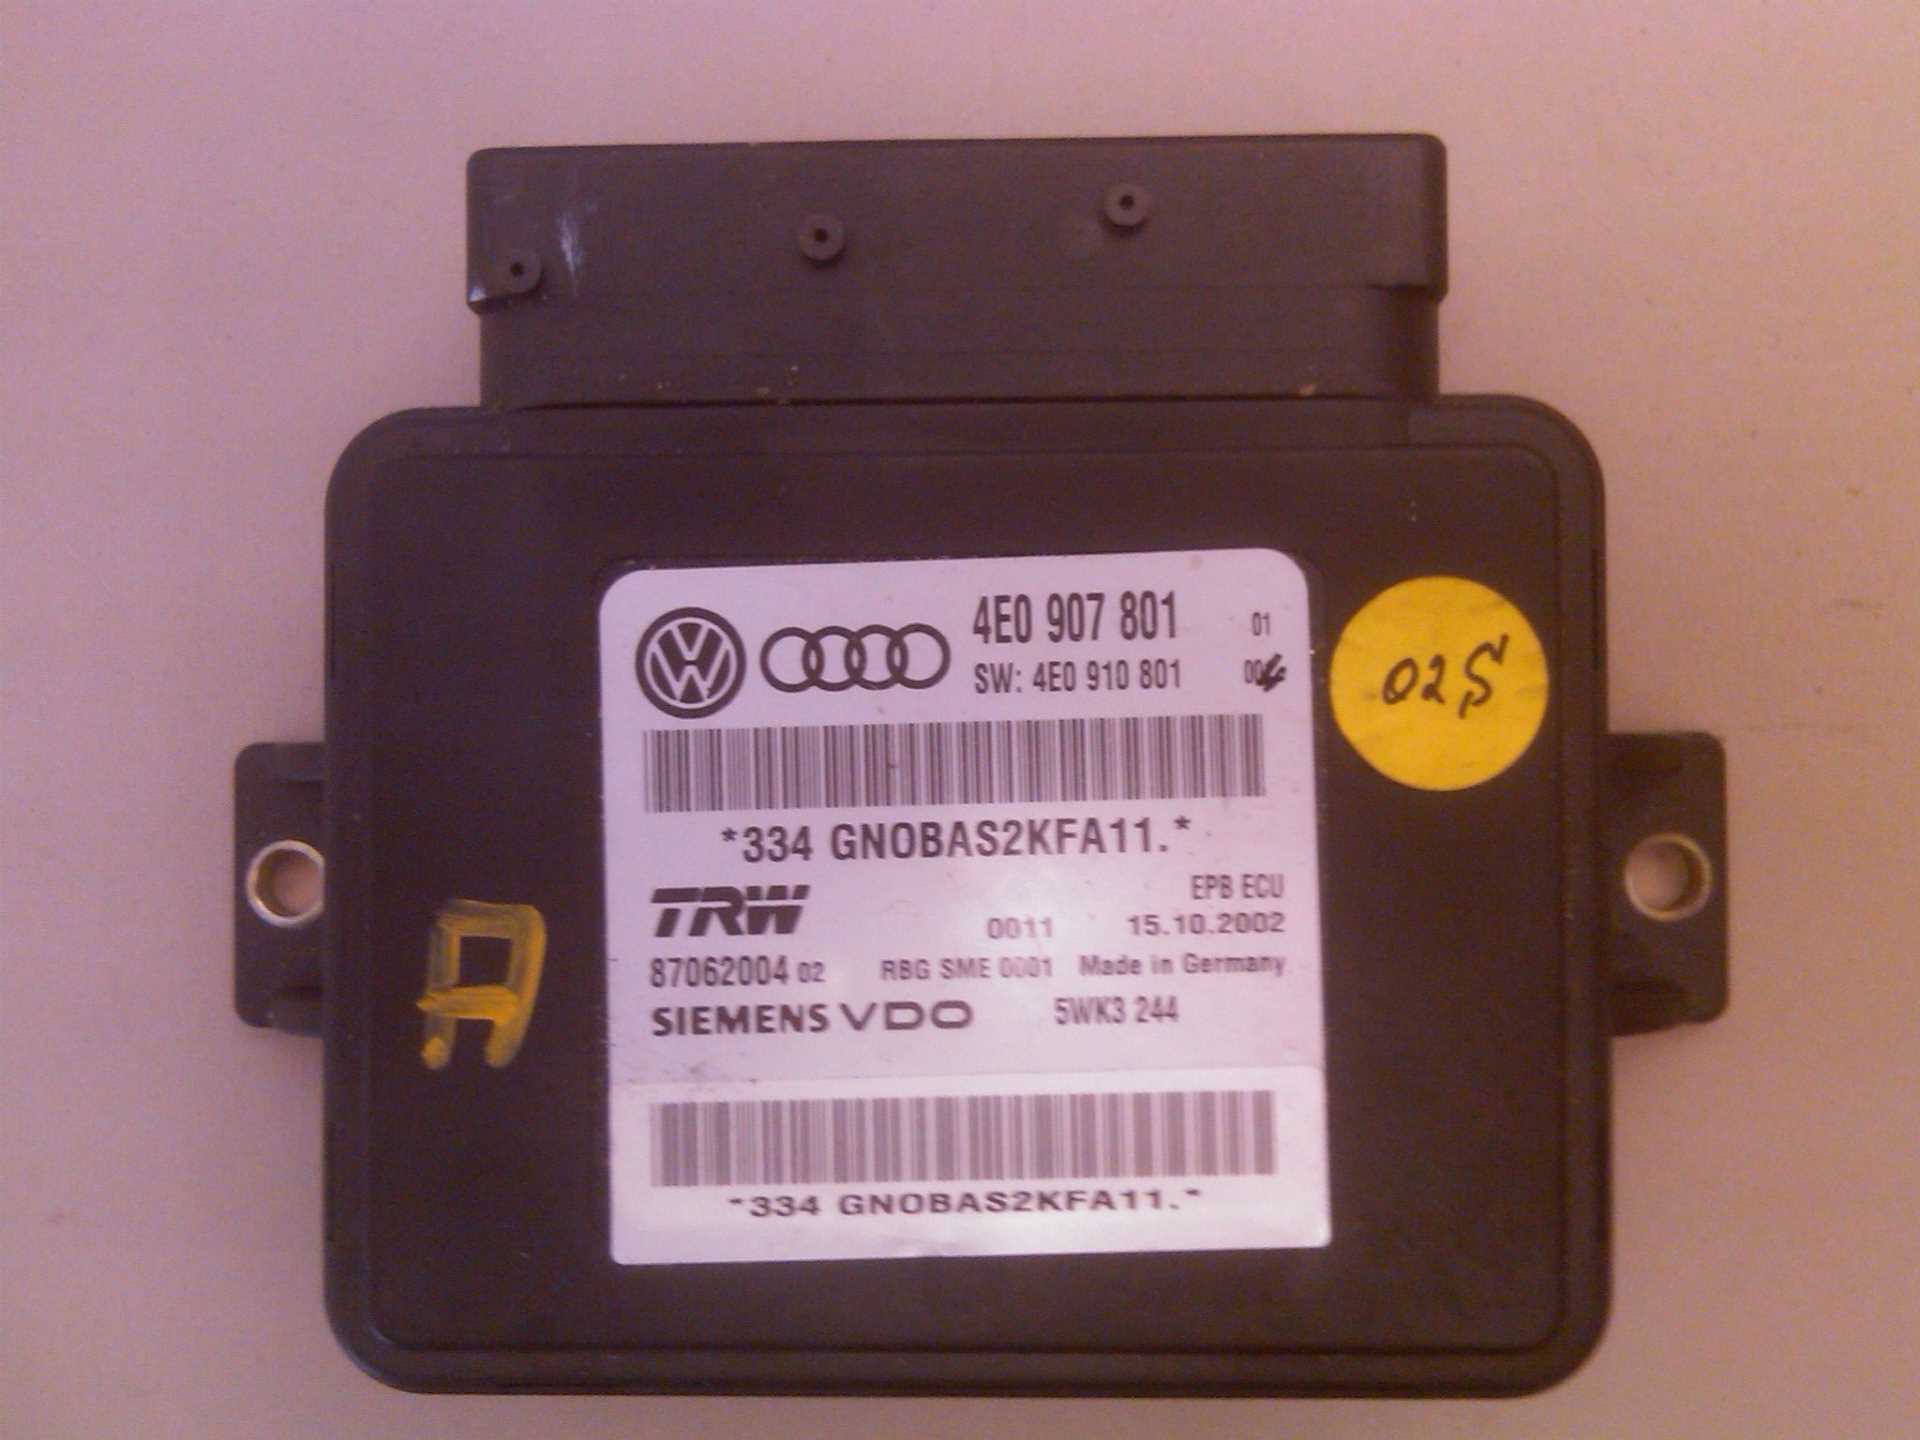 4E0 907 801 01
SW: 4E0 910 801
02S
*334 GNOBAS2KFA11.*
TRW
EPB ECU
0011 15.10.2002
87062004 02 RBG SME 0001 Made in Germany
SIEMENS VDO 5WK3 244
*334 GNOBAS2KFA11.*